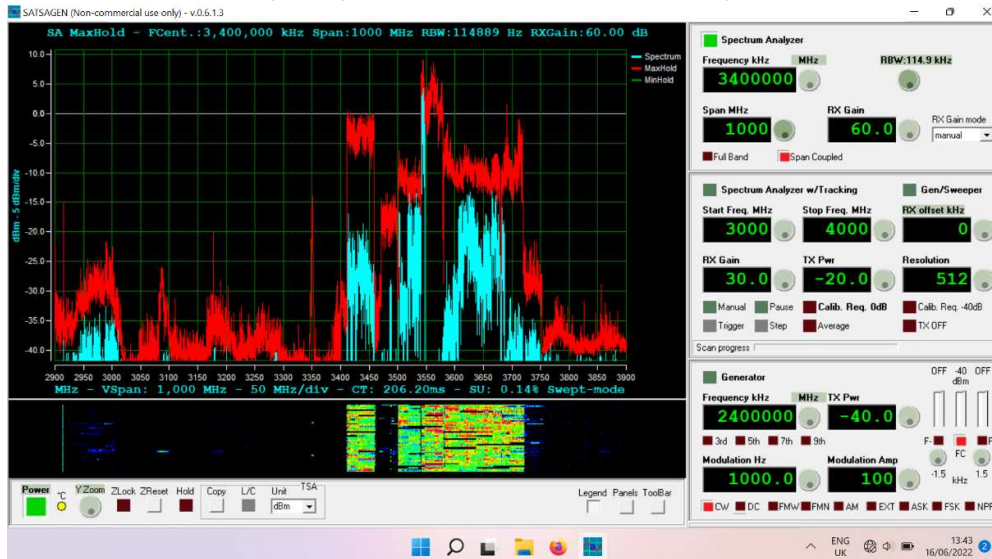 SATSAGEN (Non-commercial use only) - v.0.6.1.3
SA MaxHold - FCent.:3,400,000 kHz Span:1000 MHz RBW:114889 Hz RXGain:60.00 dB
Spectrum
MaxHold
MinHold
dBm - 5 dBm/div
10.0
5.0
0.0
-5.0
-10.0
-15.0
-20.0
-25.0
-30.0
-35.0
-40.0
2900 2950 3000 3050 3100 3150 3200 3250 3300 3350 3400 3450 3500 3550 3600 3650 3700 3750 3800 3850 3900
MHz - VSpan: 1,000 MHz - 50 MHz/div - CT: 206.20ms - SU: 0.14% Swept-mode
Power °C Y Zoom ZLock ZReset Hold Copy L/C Unit TSA
dBm
Legend Panels ToolBar
Spectrum Analyzer
Frequency kHz MHz RBW:114.9 kHz
3400000
Span MHz RX Gain RX Gain mode
1000 60.0 manual
Full Band Span Coupled
Spectrum Analyzer w/Tracking Gen/Sweeper
Start Freq. MHz Stop Freq. MHz RX offset kHz
3000 4000 0
RX Gain TX Pwr Resolution
30.0 -20.0 512
Manual Pause Calib. Req. 0dB Calib. Req. -40dB
Trigger Step Average TX OFF
Scan progress
Generator OFF -40 OFF
dBm
Frequency kHz MHz TX Pwr
2400000 -40.0
3rd 5th 7th 9th F- F
Modulation Hz Modulation Amp FC
1000.0 100 -1.5 kHz 1.5
CW DC FMW FMN AM EXT ASK FSK NPR
ENG
UK
13:43
16/06/2022
2